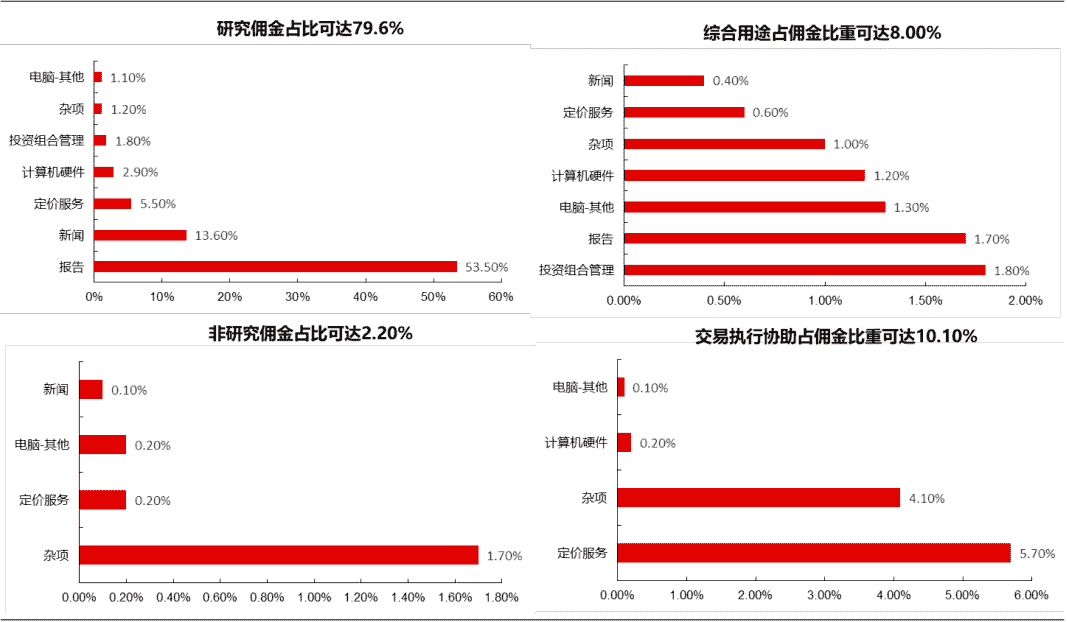 研究佣金占比可达79.6%
电脑-其他 1.10%
杂项 1.20%
投资组合管理 1.80%
计算机硬件 2.90%
定价服务 5.50%
新闻 13.60%
报告 53.50%
0% 10% 20% 30% 40% 50% 60%
综合用途占佣金比重可达8.00%
新闻 0.40%
定价服务 0.60%
杂项 1.00%
计算机硬件 1.20%
电脑-其他 1.30%
报告 1.70%
投资组合管理 1.80%
0.00% 0.50% 1.00% 1.50% 2.00%
非研究佣金占比可达2.20%
新闻 0.10%
电脑-其他 0.20%
定价服务 0.20%
杂项 1.70%
0.00% 0.20% 0.40% 0.60% 0.80% 1.00% 1.20% 1.40% 1.60% 1.80%
交易执行协助占佣金比重可达10.10%
电脑-其他 0.10%
计算机硬件 0.20%
杂项 4.10%
定价服务 5.70%
0.00% 1.00% 2.00% 3.00% 4.00% 5.00% 6.00%